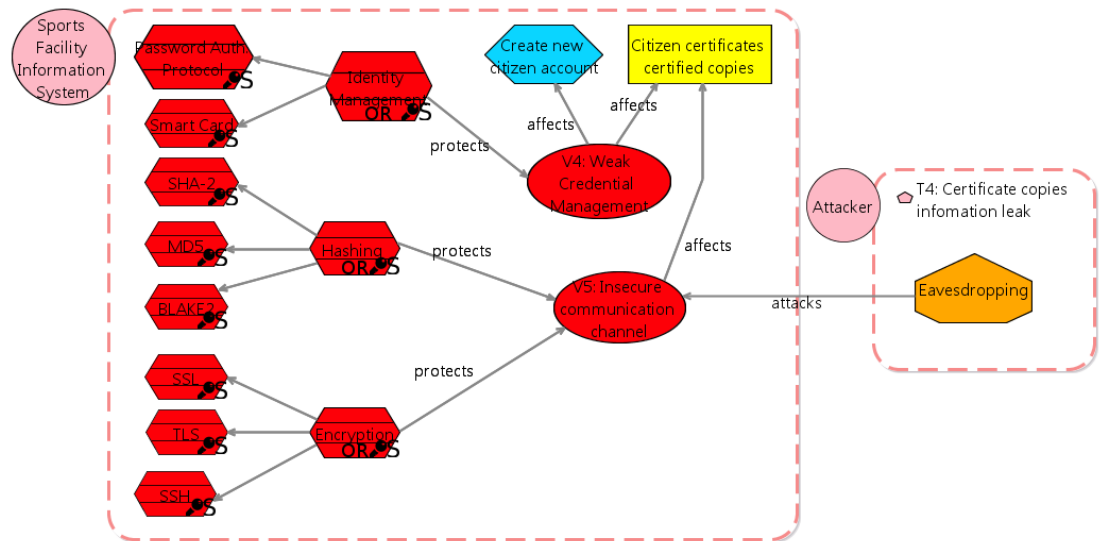 Sports
Facility
Information
System
Password Auth.
Protocol
S
Smart Card
S
SHA-2
S
MD5
S
BLAKE2
S
SSL
S
TLS
S
SSH
S
Identity
Management
OR S
Hashing
OR S
Encryption
OR S
protects
protects
protects
Create new
citizen account
Citizen certificates
certified copies
affects
affects
V4: Weak
Credential
Management
affects
V5: Insecure
communication
channel
attacks
Attacker
T4: Certificate copies
infomation leak
Eavesdropping